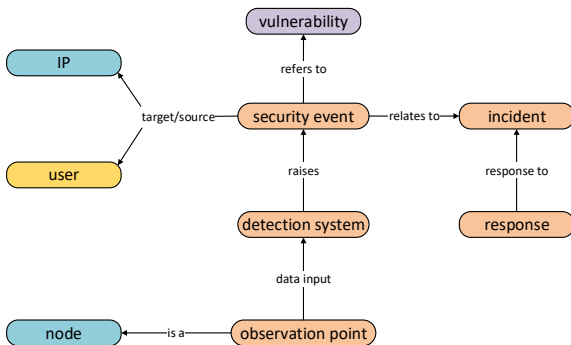 vulnerability
IP
refers to
target/source
security event
relates to
incident
user
raises
response to
detection system
response
data input
node
is a
observation point